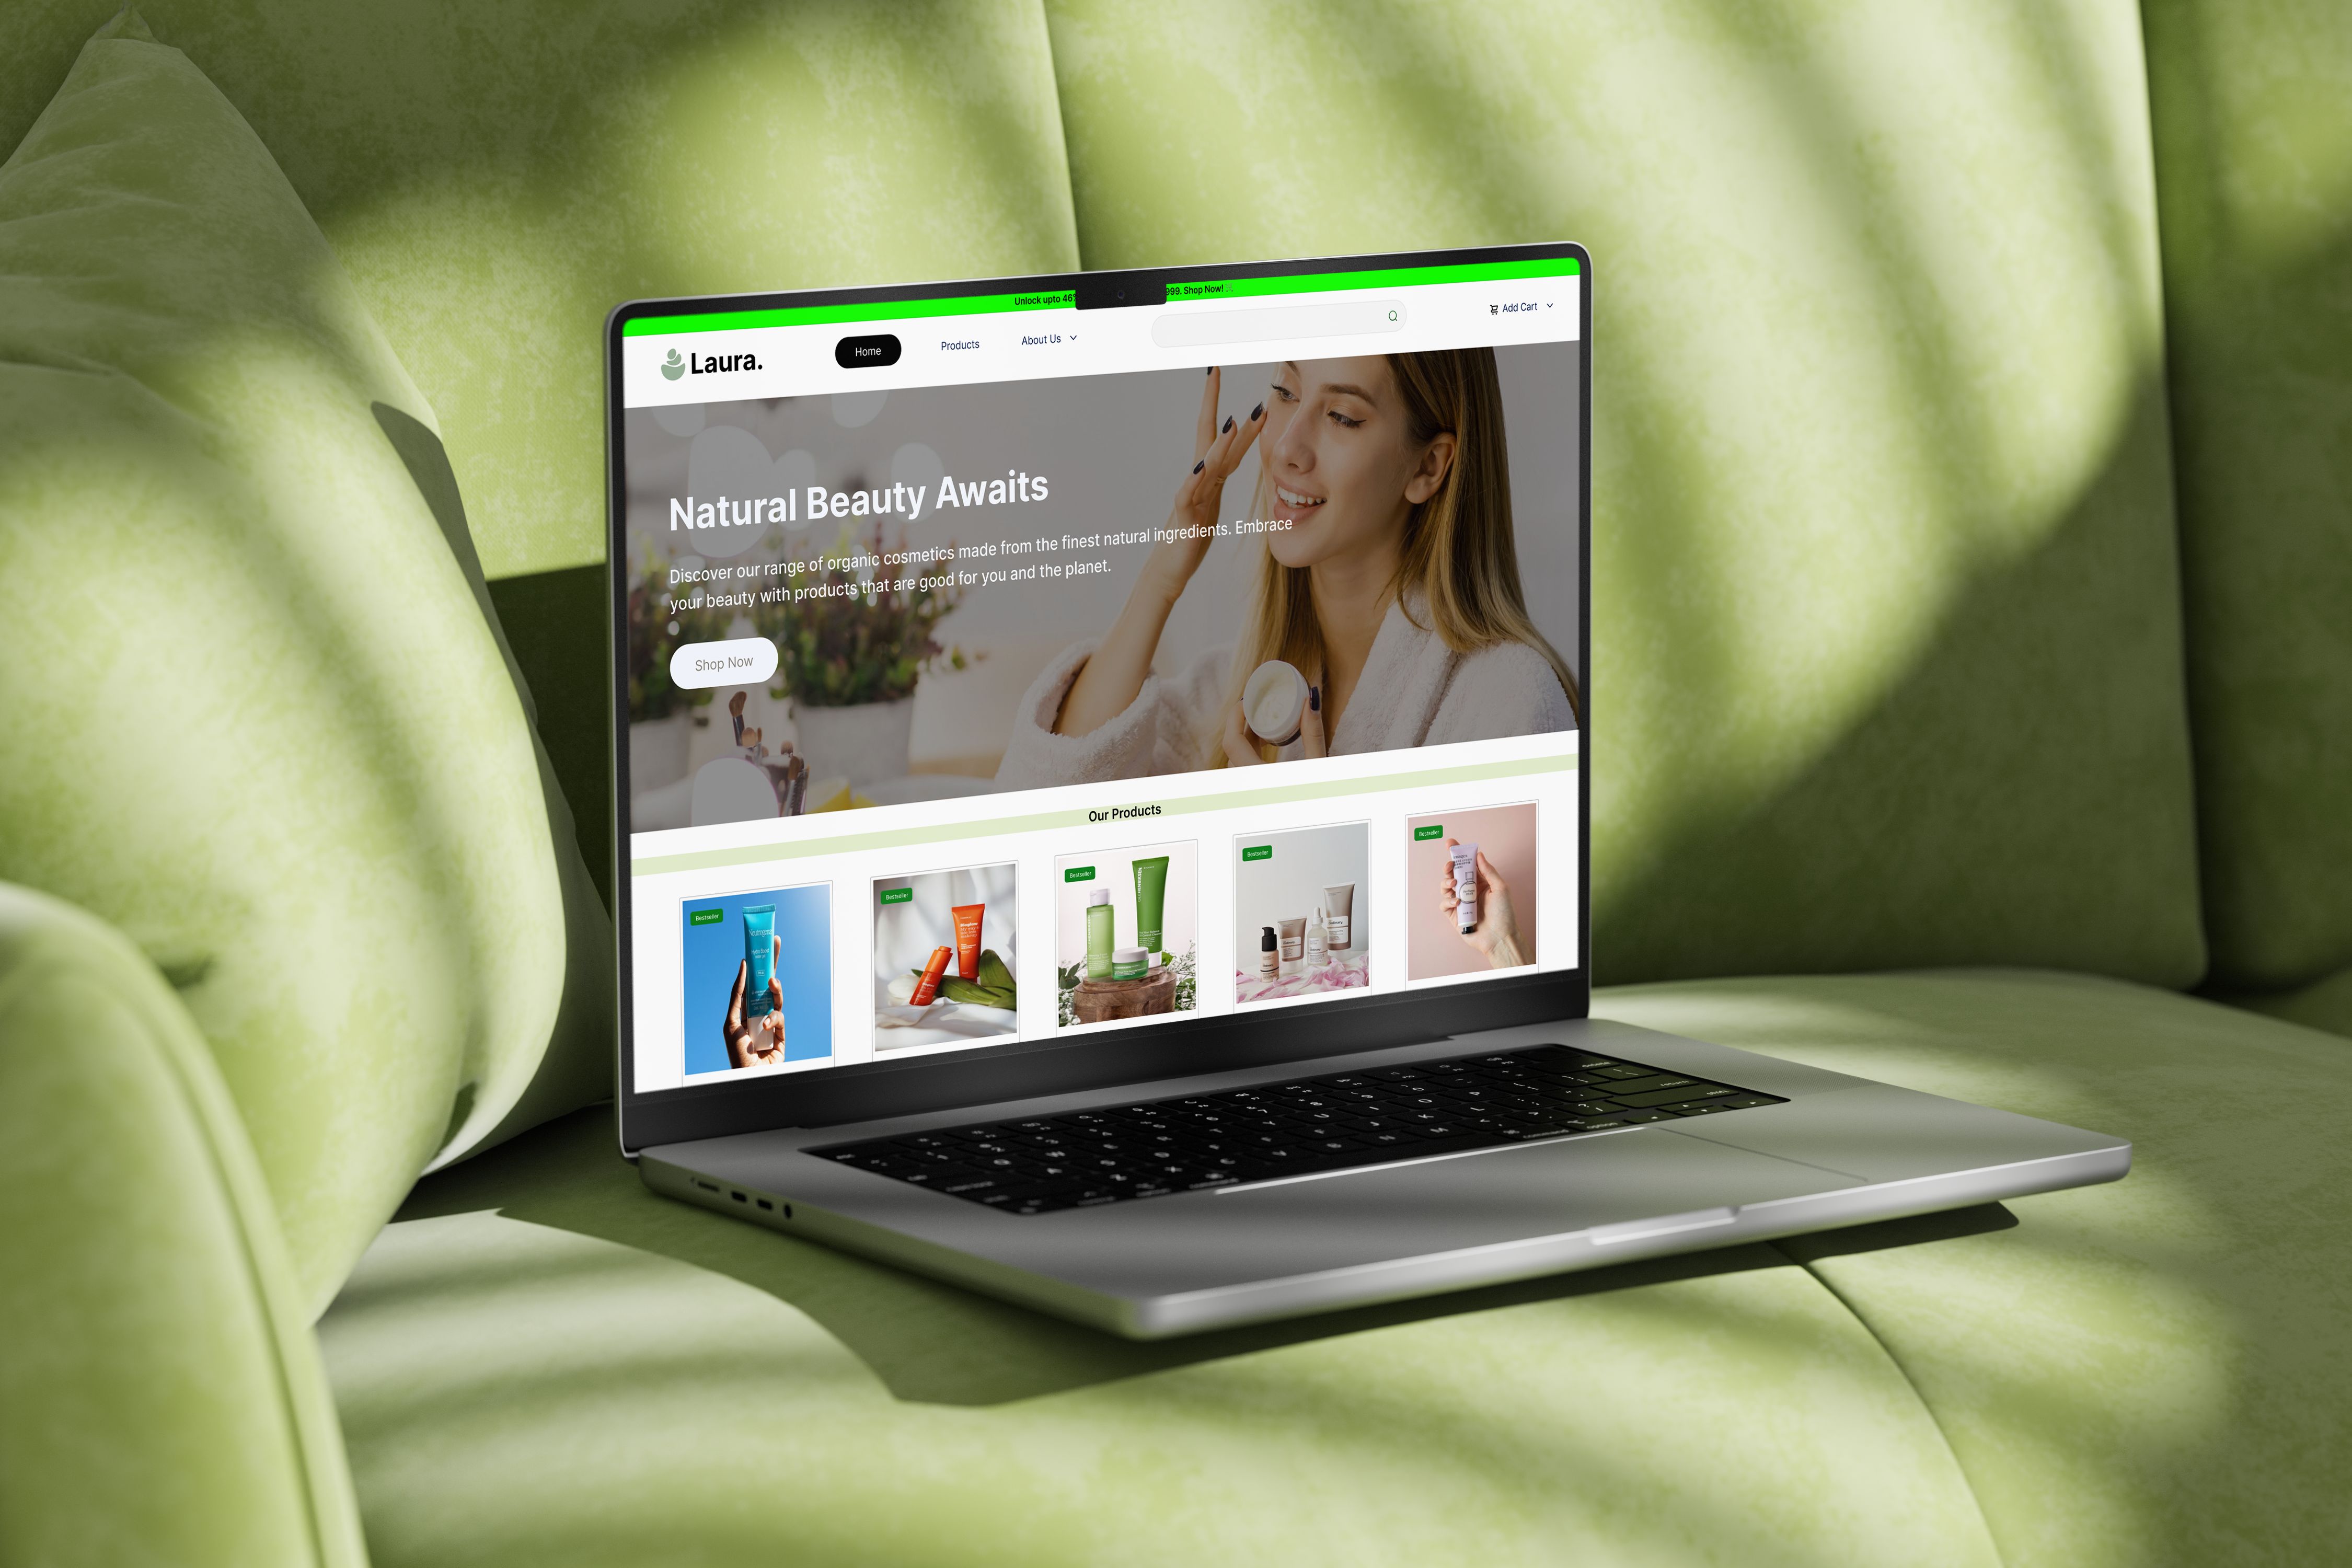 Unlock upto 46
999. Shop Now!
Laura.
Home
Products
About Us
Add Cart
Natural Beauty Awaits
Discover our range of organic cosmetics made from the finest natural ingredients. Embrace
your beauty with products that are good for you and the planet.
Shop Now
Our Products
Bestseller
Bestseller
Bestseller
Bestseller
Bestseller
Neutrogena